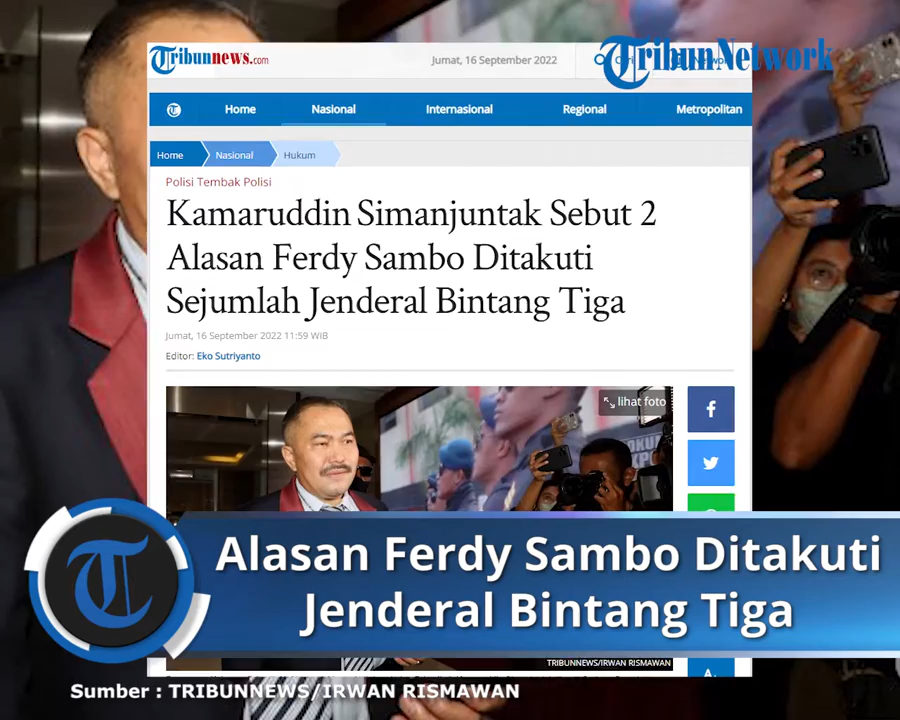 Tribunnews.com
Jumat, 16 September 2022
TribunNetwork
Home
Nasional
Internasional
Regional
Metropolitan
Home
Nasional
Hukum
Polisi Tembak Polisi
Kamaruddin Simanjuntak Sebut 2
Alasan Ferdy Sambo Ditakuti
Sejumlah Jenderal Bintang Tiga
Jumat, 16 September 2022 11:59 WIB
Editor: Eko Sutriyanto
lihat foto
Alasan Ferdy Sambo Ditakuti
Jenderal Bintang Tiga
TRIBUNNEWS/IRWAN RISMAWAN
Sumber : TRIBUNNEWS/IRWAN RISMAWAN